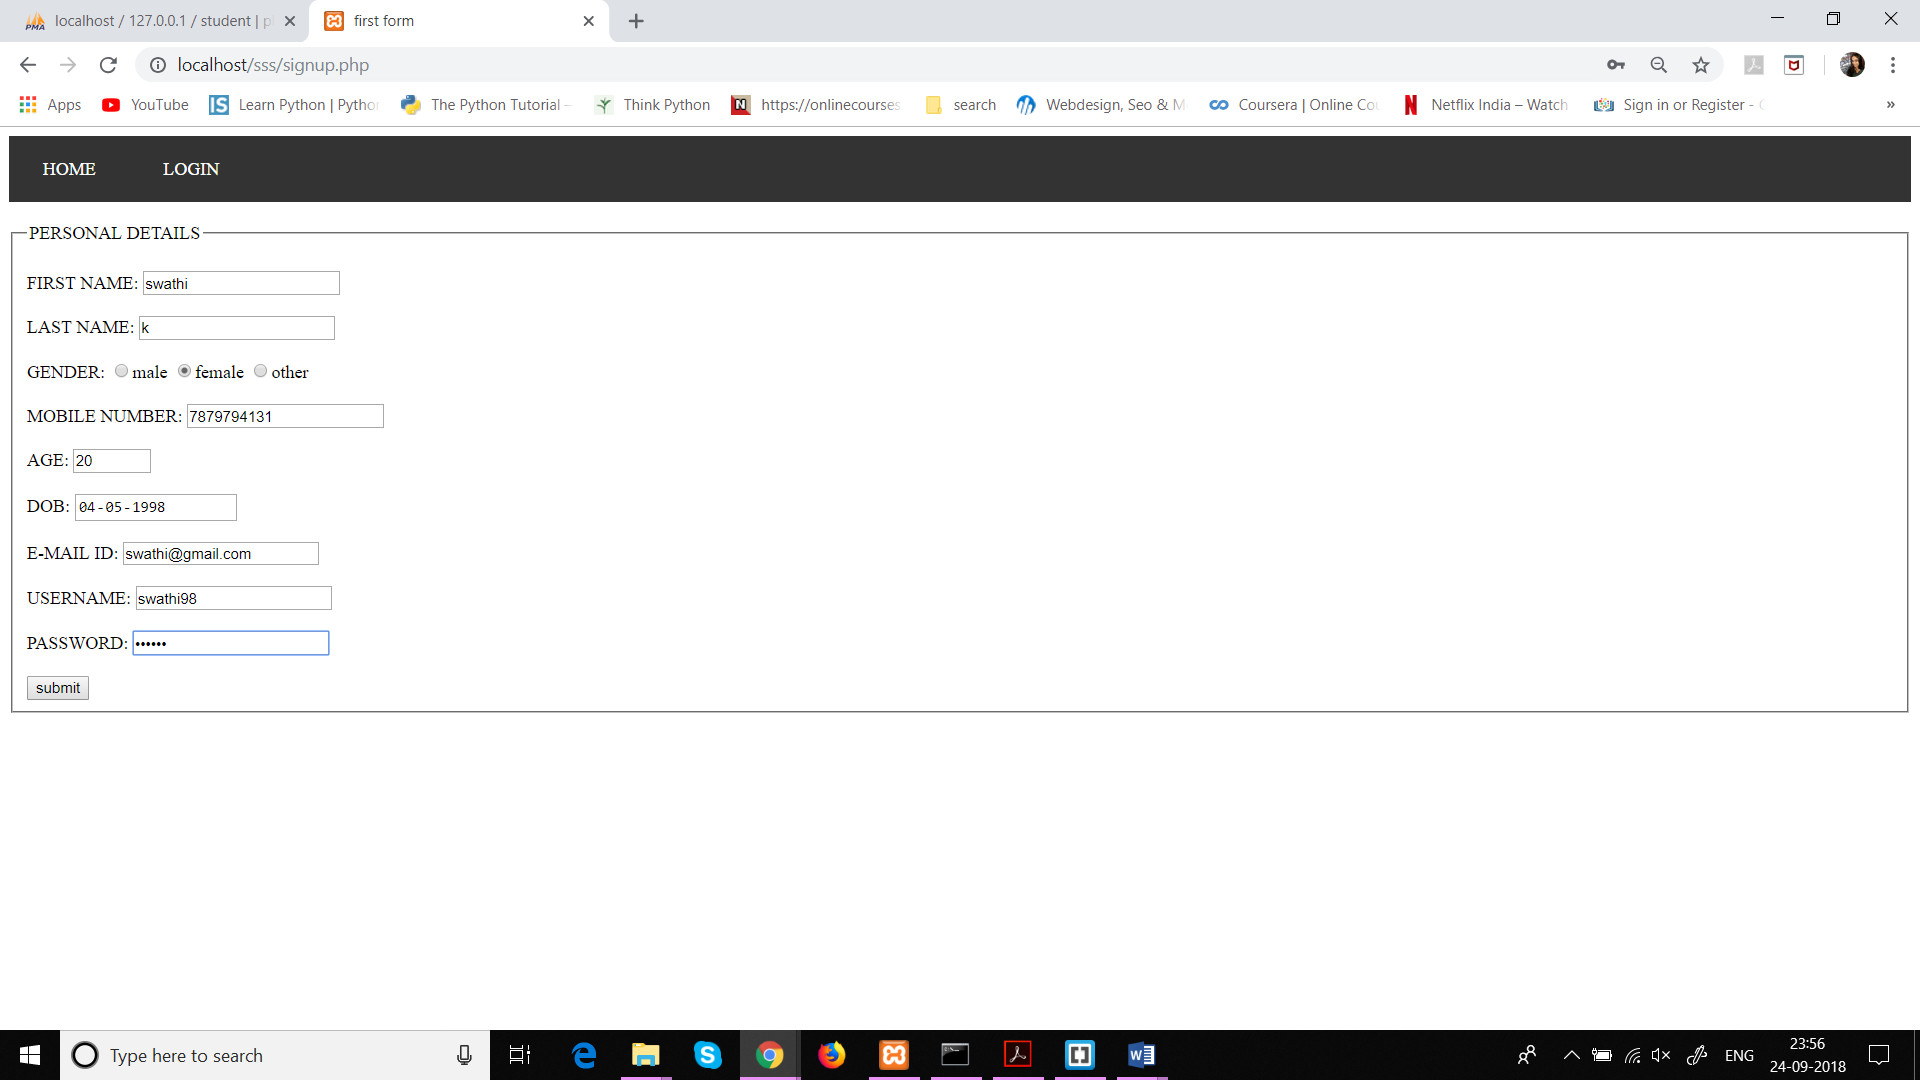 localhost / 127.0.0.1 / student | p
first form
localhost/sss/signup.php
Apps YouTube Learn Python | Pytho The Python Tutorial – Think Python https://onlinecourses search Webdesign, Seo & M Coursera | Online Co Netflix India – Watch Sign in or Register - »
HOME LOGIN
PERSONAL DETAILS
FIRST NAME: swathi
LAST NAME: k
GENDER: male female other
MOBILE NUMBER: 7879794131
AGE: 20
DOB: 04-05-1998
E-MAIL ID: swathi@gmail.com
USERNAME: swathi98
PASSWORD: ••••••
submit
Type here to search
ENG
23:56
24-09-2018